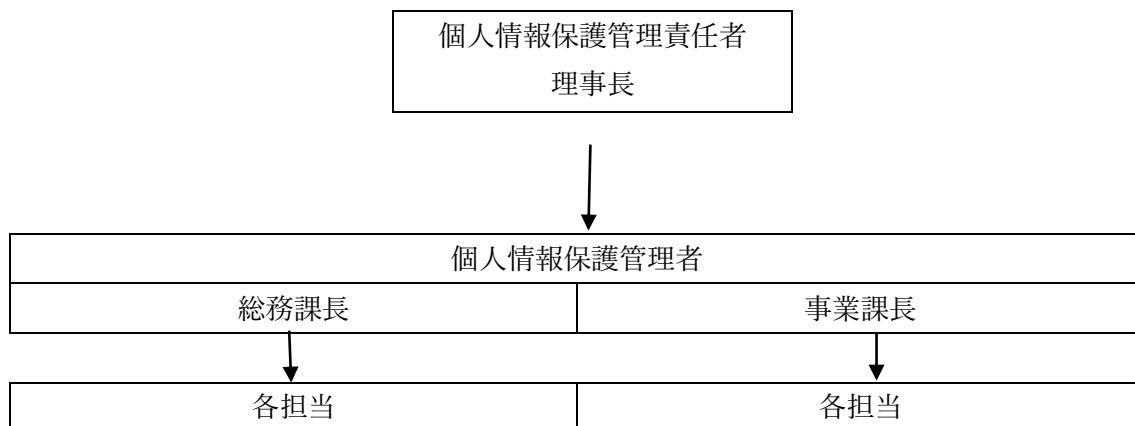 個人情報保護管理責任者
理事長
個人情報保護管理者
総務課長
事業課長
各担当
各担当